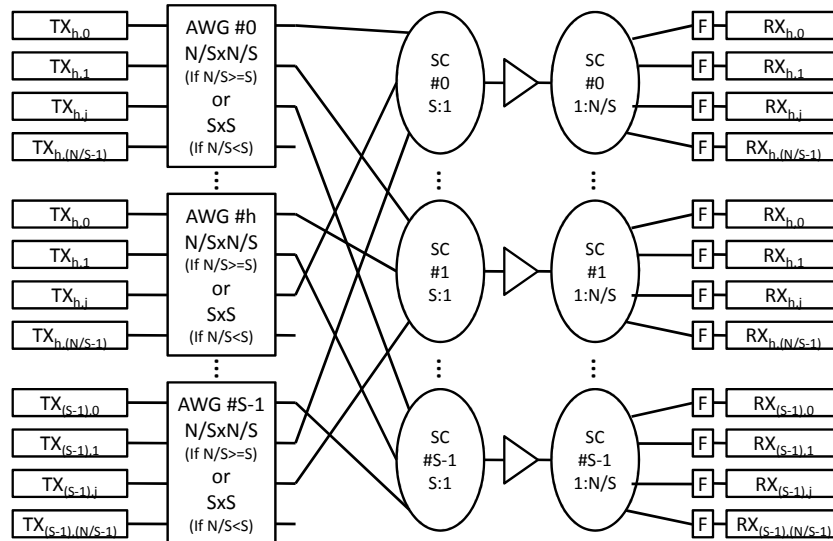 TXh,0
TXh,1
TXh,j
TXh,(N/S-1)
AWG #0
N/SxN/S
(If N/S>=S)
or
SxS
(If N/S<S)
SC
#0
S:1
SC
#0
1:N/S
F
F
F
F
RXh,0
RXh,1
RXh,j
RXh,(N/S-1)
TXh,0
TXh,1
TXh,j
TXh,(N/S-1)
AWG #h
N/SxN/S
(If N/S>=S)
or
SxS
(If N/S<S)
SC
#1
S:1
SC
#1
1:N/S
F
F
F
F
RXh,0
RXh,1
RXh,j
RXh,(N/S-1)
TX(S-1),0
TX(S-1),1
TX(S-1),j
TX(S-1),(N/S-1)
AWG #S-1
N/SxN/S
(If N/S>=S)
or
SxS
(If N/S<S)
SC
#S-1
S:1
SC
#S-1
1:N/S
F
F
F
F
RX(S-1),0
RX(S-1),1
RX(S-1),j
RX(S-1),(N/S-1)